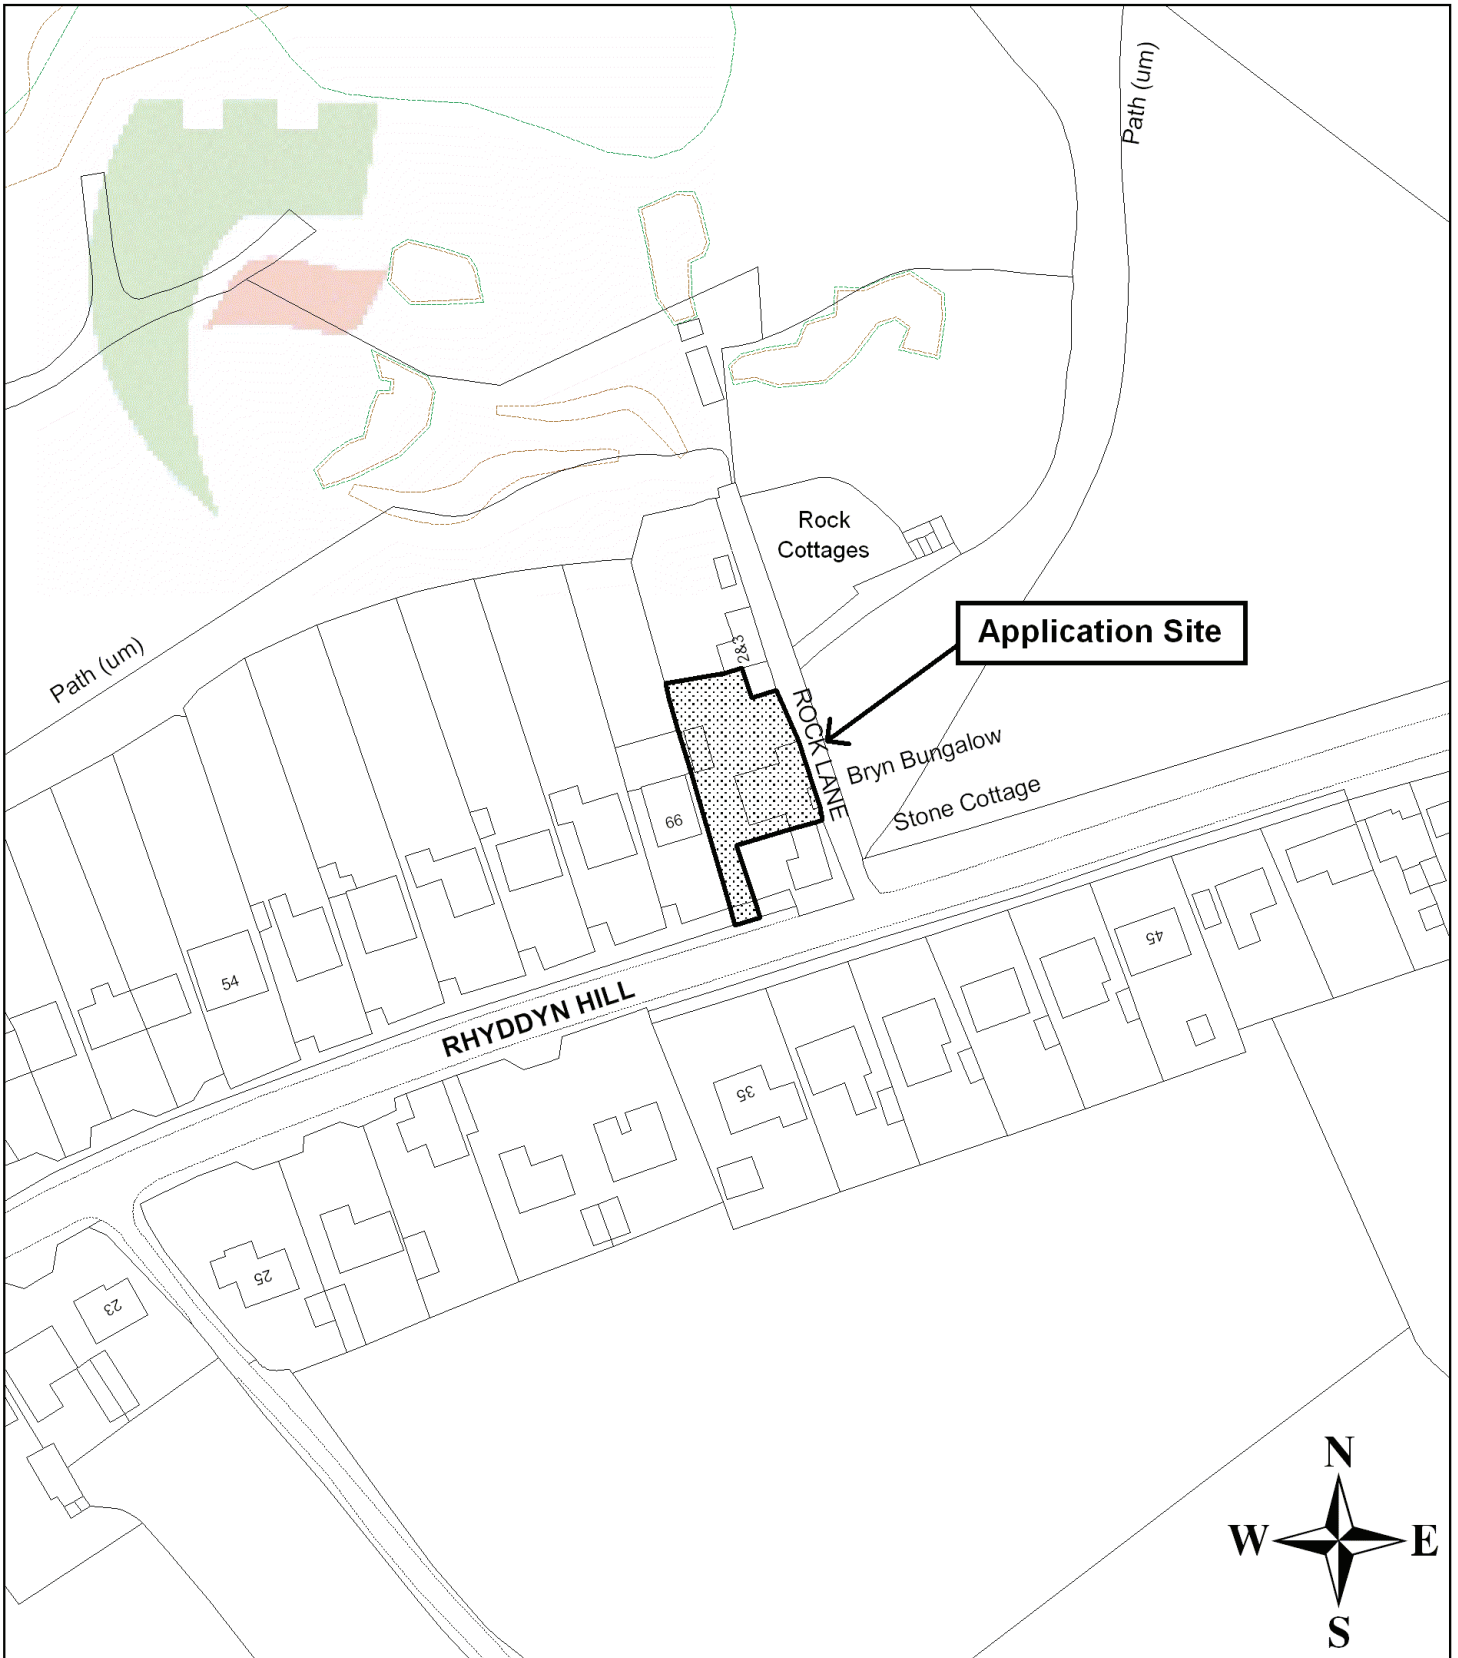 Path (um)
Rock
Cottages
Application Site
Path (um)
2&3
ROCK LANE
Bryn Bungalow
Stone Cottage
66
54
45
RHYDDYN HILL
35
25
23
N
W E
S